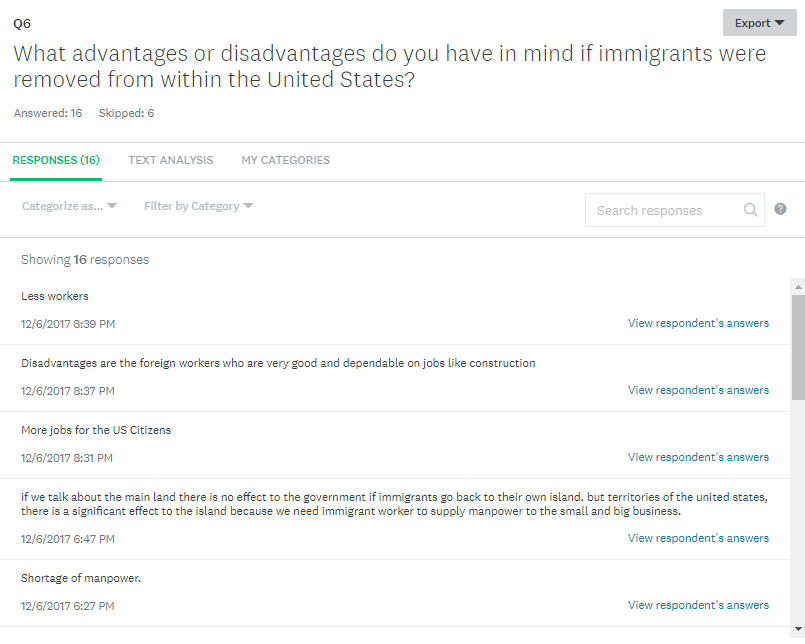 Q6
Export
What advantages or disadvantages do you have in mind if immigrants were
removed from within the United States?
Answered: 16 Skipped: 6
RESPONSES (16) TEXT ANALYSIS MY CATEGORIES
Categorize as... Filter by Category Search responses ?
Showing 16 responses
Less workers
12/6/2017 8:39 PM View respondent's answers
Disadvantages are the foreign workers who are very good and dependable on jobs like construction
12/6/2017 8:37 PM View respondent's answers
More jobs for the US Citizens
12/6/2017 8:31 PM View respondent's answers
if we talk about the main land there is no effect to the government if immigrants go back to their own island. but territories of the united states,
there is a significant effect to the island because we need immigrant worker to supply manpower to the small and big business.
12/6/2017 6:47 PM View respondent's answers
Shortage of manpower.
12/6/2017 6:27 PM View respondent's answers